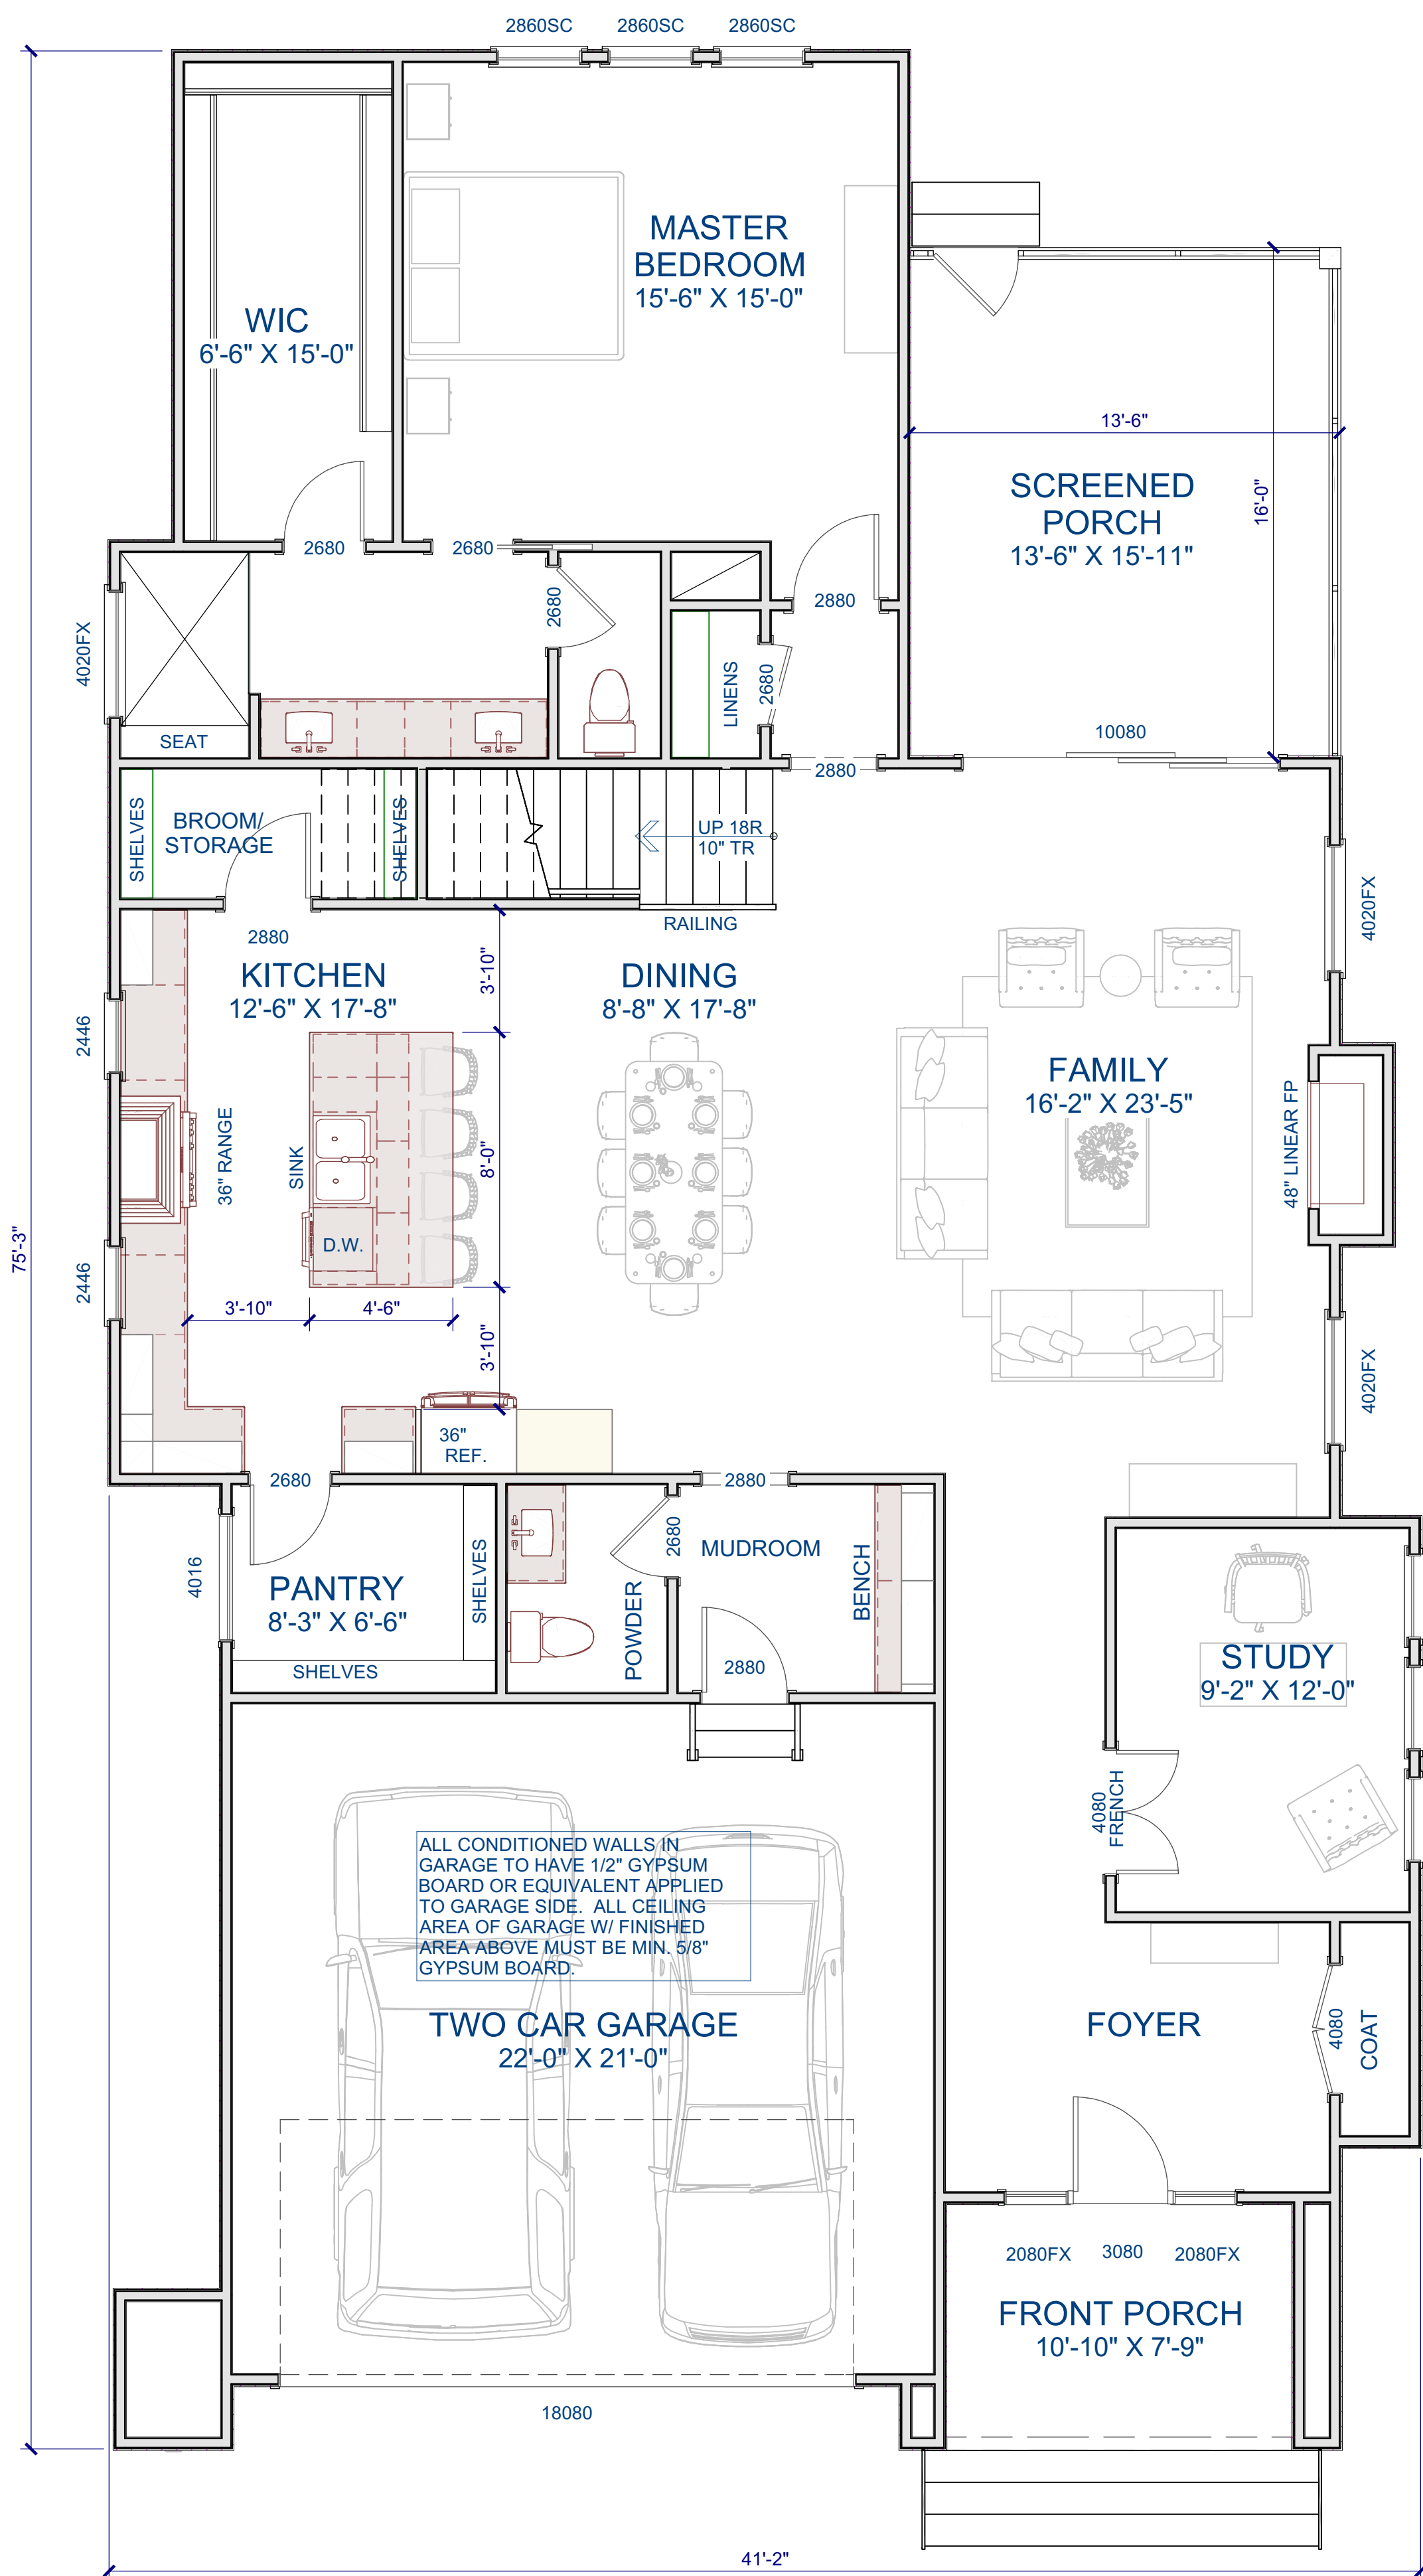 2860SC 2860SC 2860SC
MASTER
BEDROOM
15'-6" X 15'-0"
WIC
6'-6" X 15'-0"
13'-6"
SCREENED
PORCH
13'-6" X 15'-11"
16'-0"
2680
2680
2680
2880
4020FX
LINENS
2680
SEAT
10080
2880
SHELVES
BROOM/
STORAGE
SHELVES
UP 18R
10" TR
RAILING
4020FX
2880
KITCHEN
12'-6" X 17'-8"
3'-10"
DINING
8'-8" X 17'-8"
2446
FAMILY
16'-2" X 23'-5"
36" RANGE
SINK
8'-0"
48" LINEAR FP
D.W.
75'-3"
2446
3'-10"
4'-6"
3'-10"
4020FX
36"
REF.
2680
2880
4016
PANTRY
8'-3" X 6'-6"
SHELVES
SHELVES
POWDER
2680
MUDROOM
BENCH
2880
STUDY
9'-2" X 12'-0"
4080
FRENCH
ALL CONDITIONED WALLS IN
GARAGE TO HAVE 1/2" GYPSUM
BOARD OR EQUIVALENT APPLIED
TO GARAGE SIDE. ALL CEILING
AREA OF GARAGE W/ FINISHED
AREA ABOVE MUST BE MIN. 5/8"
GYPSUM BOARD.
TWO CAR GARAGE
22'-0" X 21'-0"
FOYER
4080
COAT
2080FX 3080 2080FX
FRONT PORCH
10'-10" X 7'-9"
18080
41'-2"